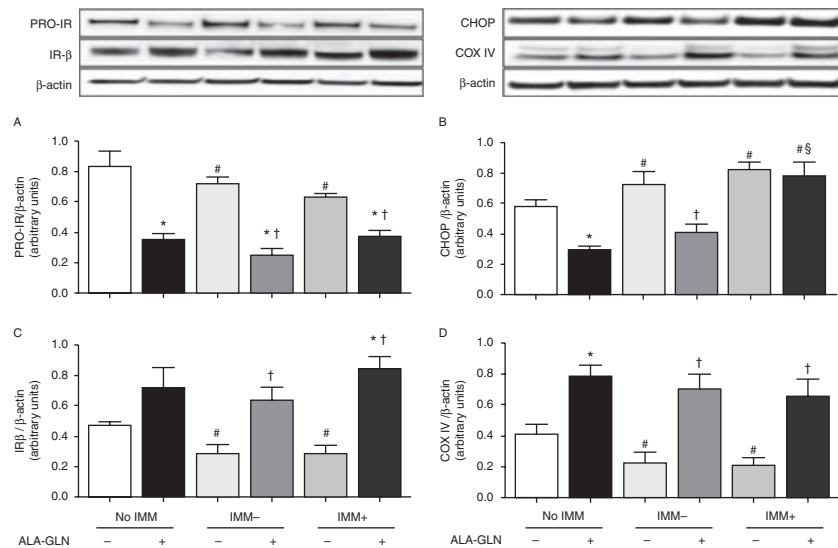 PRO-IR
IR-β
β-actin
CHOP
COX IV
β-actin
A
PRO-IR/β-actin
(arbitrary units)
1.0
0.8
0.6
0.4
0.2
0.0
*
#
* †
#
* †
B
CHOP /β-actin
(arbitrary units)
1.0
0.8
0.6
0.4
0.2
0.0
*
#
†
#
# §
C
IRβ / β-actin
(arbitrary units)
1.0
0.8
0.6
0.4
0.2
0.0
#
†
#
* †
D
COX IV /β-actin
(arbitrary units)
1.0
0.8
0.6
0.4
0.2
0.0
*
#
†
#
†
No IMM IMM– IMM+
ALA-GLN – + – + – +
No IMM IMM– IMM+
ALA-GLN – + – + – +